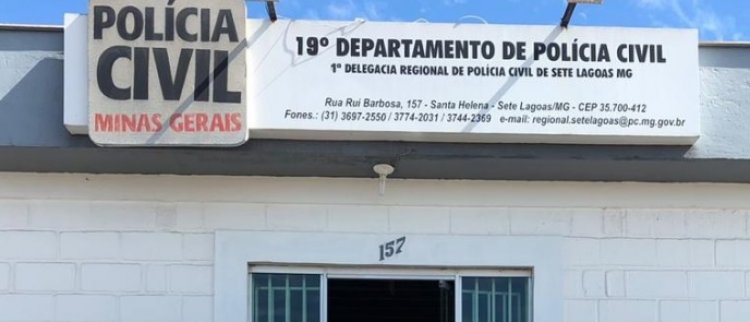 POLÍCIA
CIVIL
MINAS GERAIS
19º DEPARTAMENTO DE POLÍCIA CIVIL
1ª DELEGACIA REGIONAL DE POLÍCIA CIVIL DE SETE LAGOAS MG
Rua Rui Barbosa, 157 - Santa Helena - Sete Lagoas/MG - CEP 35.700-412
Fones.: (31) 3697-2550 / 3774-2031 / 3744-2369 e-mail: regional.setelagoas@pc.mg.gov.br
157